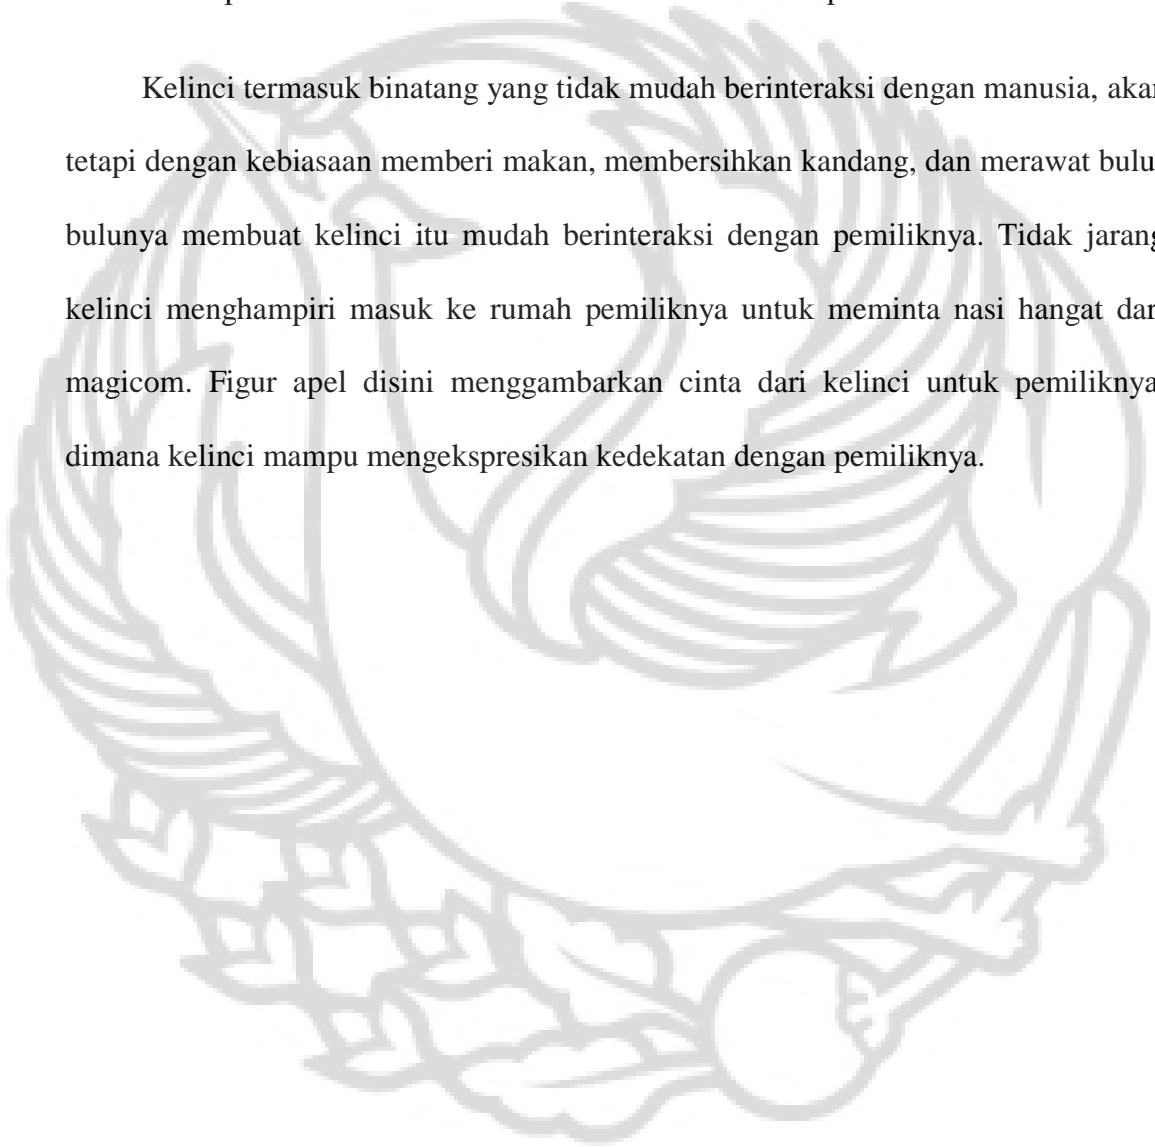 Kelinci termasuk binatang yang tidak mudah berinteraksi dengan manusia, akan
tetapi dengan kebiasaan memberi makan, membersihkan kandang, dan merawat bulu
bulunya membuat kelinci itu mudah berinteraksi dengan pemiliknya. Tidak jarang
kelinci menghampiri masuk ke rumah pemiliknya untuk meminta nasi hangat dari
magicom. Figur apel disini menggambarkan cinta dari kelinci untuk pemiliknya
dimana kelinci mampu mengekspresikan kedekatan dengan pemiliknya.